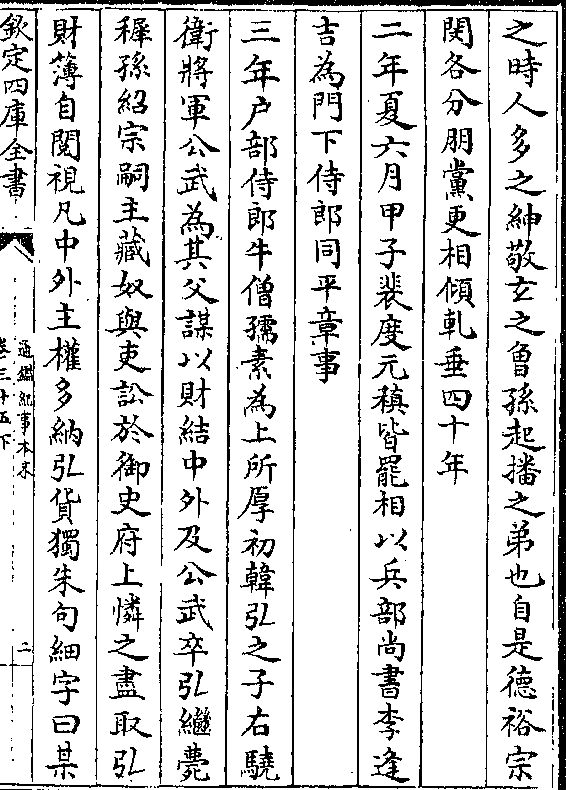 之時人多之紳敬玄之曽孫起播之弟也自是德裕宗
閔各分朋黨更相傾軋垂四十年
二年夏六月甲子裴度元稹皆罷相以兵部尚書李逢
吉為門下侍郎同平章事
三年户部侍郎牛僧孺素為上所厚初韓弘之子右驍
衛將軍公武為其父謀以財結中外及公武卒弘繼薨
穉孫紹宗嗣主藏奴與吏訟於御史府上憐之盡取弘
財薄自閱視凡中外主權多納弘貨獨朱句細字曰某
欽定四庫全書
通鑑紀事本末
卷三十五下
二